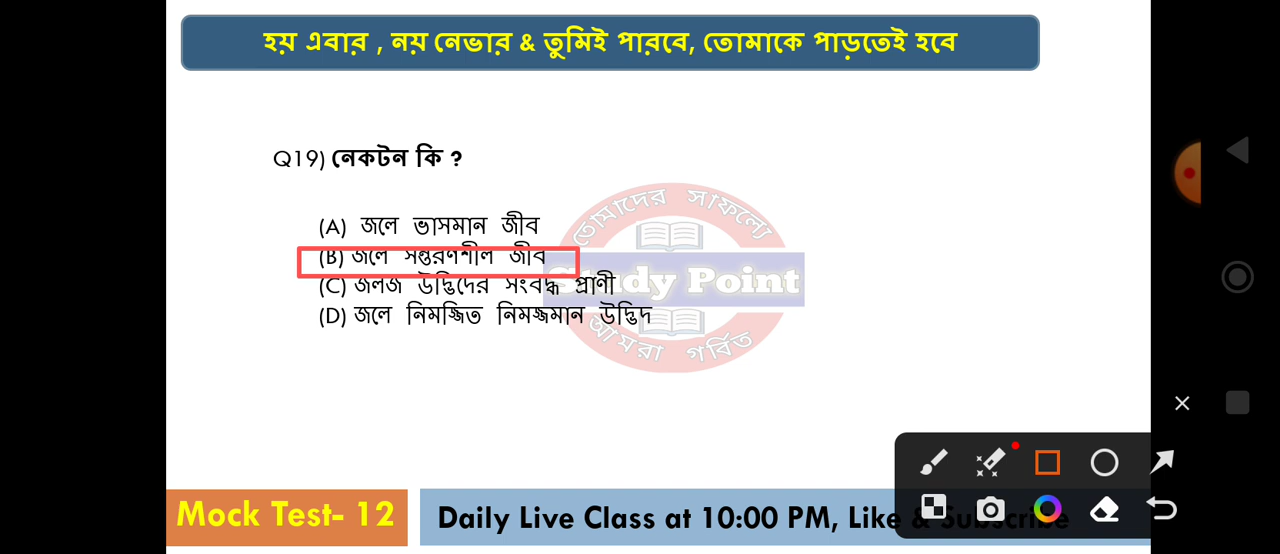 হয় এবার , নয় নেভার & তুমিই পারবে, তোমাকে পাড়তেই হবে
Q19) নেকটন কি ?
(A) জলে ভাসমান জীব
(B) জলে সন্তরণশীল জীব
(C) জলজ উদ্ভিদের সংবদ্ধ প্রাণী
(D) জলে নিমজ্জিত নিমজ্জমান উদ্ভিদ
তোমাদের সাফল্যে
Study Point
আমরা গর্বিত
Mock Test- 12
Daily Live Class at 10:00 PM, Like & Subscribe